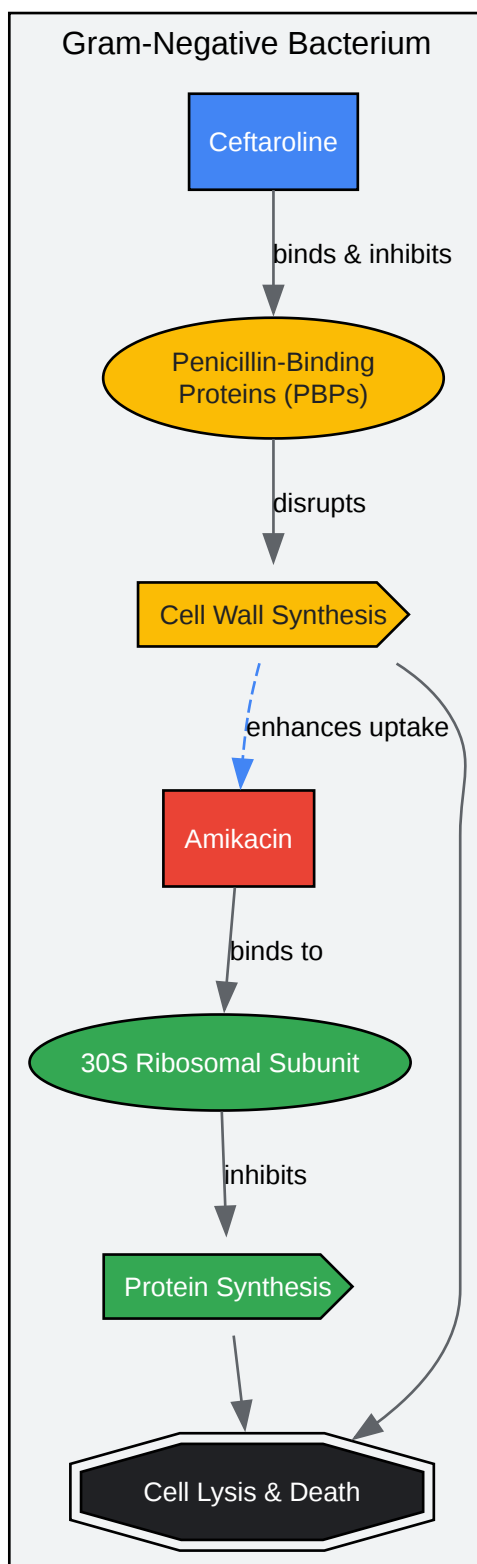 Gram-Negative Bacterium
Ceftaroline
binds & inhibits
Penicillin-Binding
Proteins (PBPs)
disrupts
Cell Wall Synthesis
enhances uptake
Amikacin
binds to
30S Ribosomal Subunit
inhibits
Protein Synthesis
Cell Lysis & Death